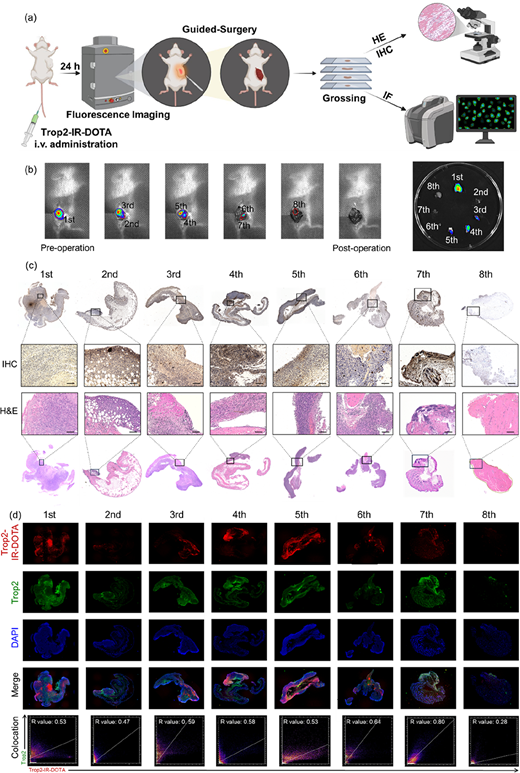 (a)
Guided-Surgery
24 h
Fluorescence Imaging
Trop2-IR-DOTA
i.v. administration
Grossing
HE
IHC
IF
(b)
1st
3rd
2nd
5th
4th
6th
7th
8th
Pre-operation
Post-operation
1st
8th
2nd
7th
3rd
6th
4th
5th
(c)
1st 2nd 3rd 4th 5th 6th 7th 8th
IHC
H&E
(d)
1st 2nd 3rd 4th 5th 6th 7th 8th
Trop2-
IR-DOTA
Trop2
DAPI
Merge
Colocation
Trop2
R value: 0.53 R value: 0.47 R value: 0.59 R value: 0.58 R value: 0.53 R value: 0.64 R value: 0.80 R value: 0.28
Trop2-IR-DOTA